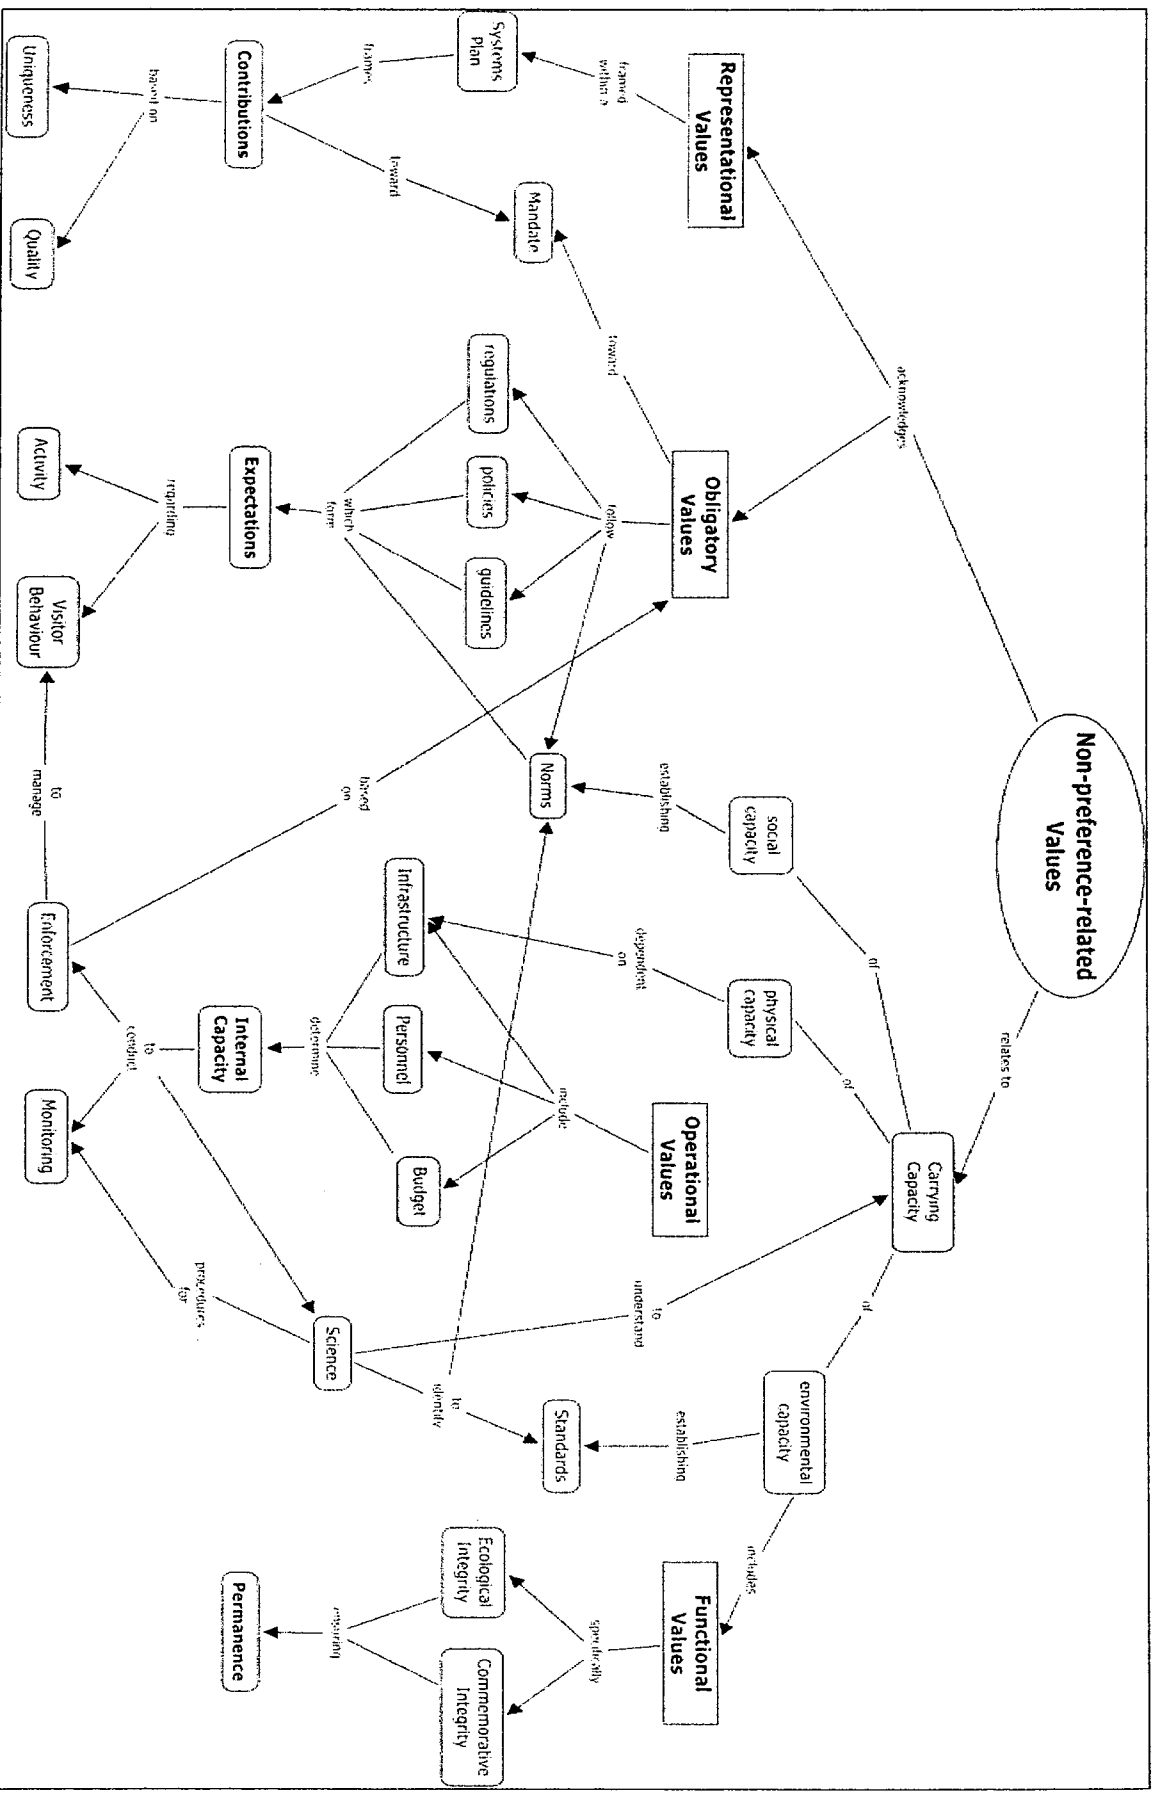 Non-preference-related
Values
acknowledges
relates to
Carrying
Capacity
of
of
of
social
capacity
physical
capacity
environmental
capacity
Representational
Values
Obligatory
Values
Operational
Values
Functional
Values
framed
within a
toward
follow
establishing
dependent
on
include
to
understand
establishing
includes
specifically
Systems
Plan
Mandate
regulations
policies
guidelines
Norms
Standards
Ecological
Integrity
Commemorative
Integrity
frames
toward
which
form
based
on
Infrastructure
Personnel
Budget
to
identify
determine
Contributions
Expectations
Internal
Capacity
Science
Permanence
based on
regarding
to
conduct
procedures
for
Uniqueness
Quality
Activity
Visitor
Behaviour
to
manage
Enforcement
Monitoring